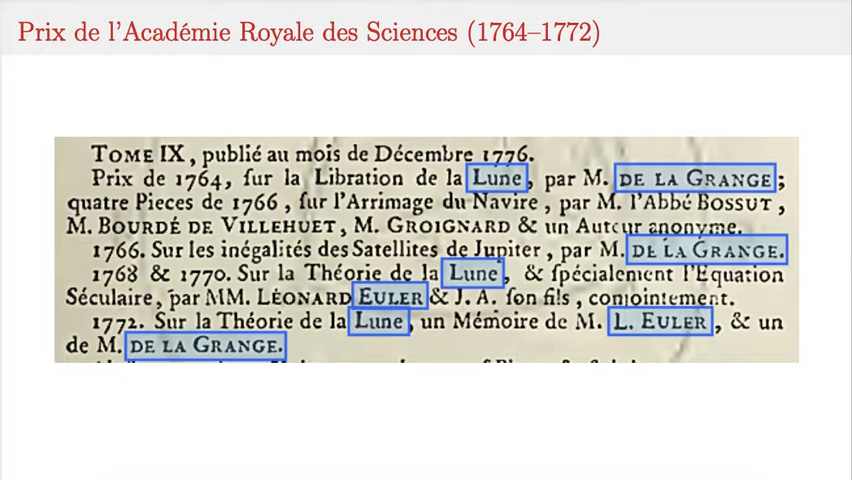 Prix de l'Académie Royale des Sciences (1764–1772)
TOME IX, publié au mois de Décembre 1776.
Prix de 1764, ſur la Libration de la Lune, par M. DE LA GRANGE;
quatre Pieces de 1766, ſur l'Arrimage du Navire, par M. l'Abbé BOSSUT,
M. BOURDÉ DE VILLEHUET, M. GROIGNARD & un Auteur anonyme.
1766. Sur les inégalités des Satellites de Jupiter, par M. DE LA GRANGE.
1768 & 1770. Sur la Théorie de la Lune, & ſpécialement l'Equation
Séculaire, par MM. LÉONARD EULER & J. A. ſon fils, conjointement.
1772. Sur la Théorie de la Lune, un Mémoire de M. L. EULER, & un
de M. DE LA GRANGE.